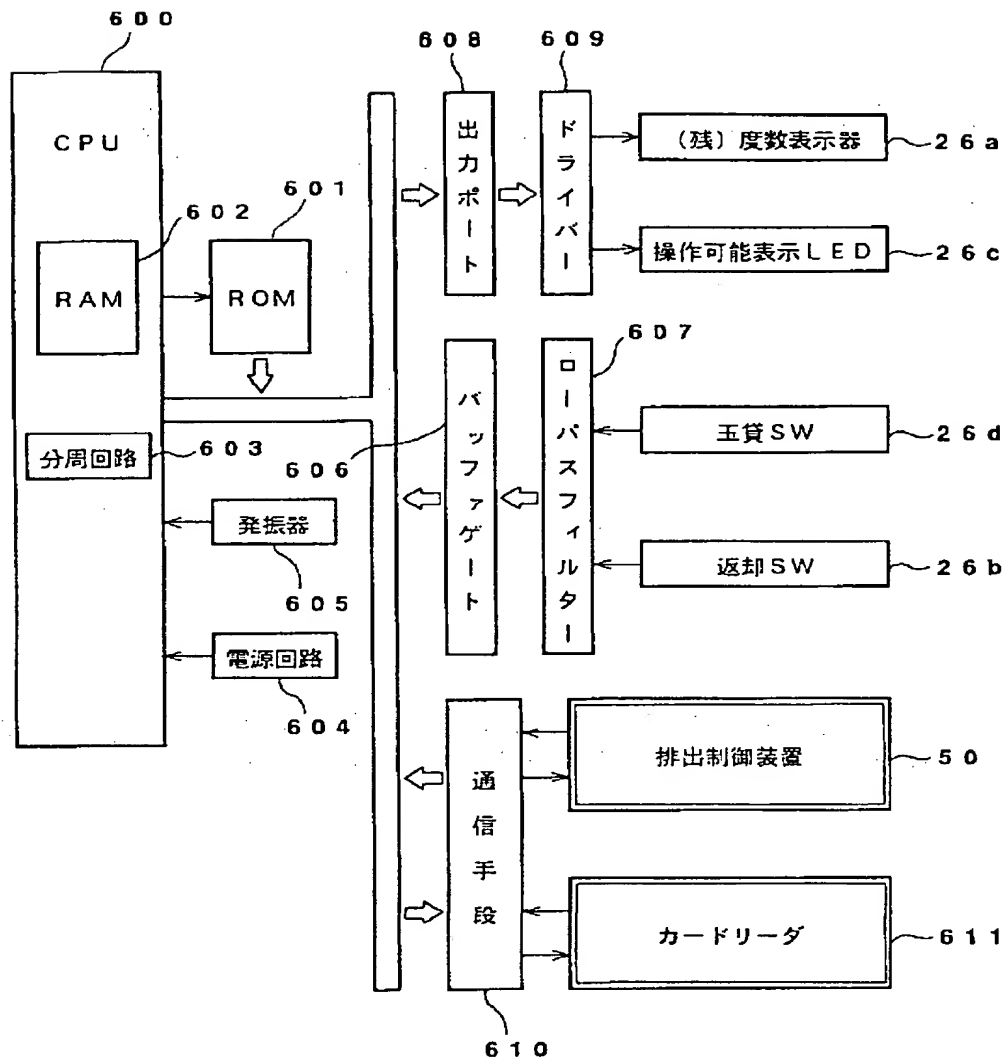 600
CPU
602
RAM
601
ROM
分周回路
603
発振器
605
電源回路
604
608
出力ポート
609
ドライバー
(残)度数表示器
26a
操作可能表示LED
26c
606
バッファゲート
607
ローパスフィルター
玉貸SW
26d
返却SW
26b
通信手段
610
排出制御装置
50
カードリーダ
611